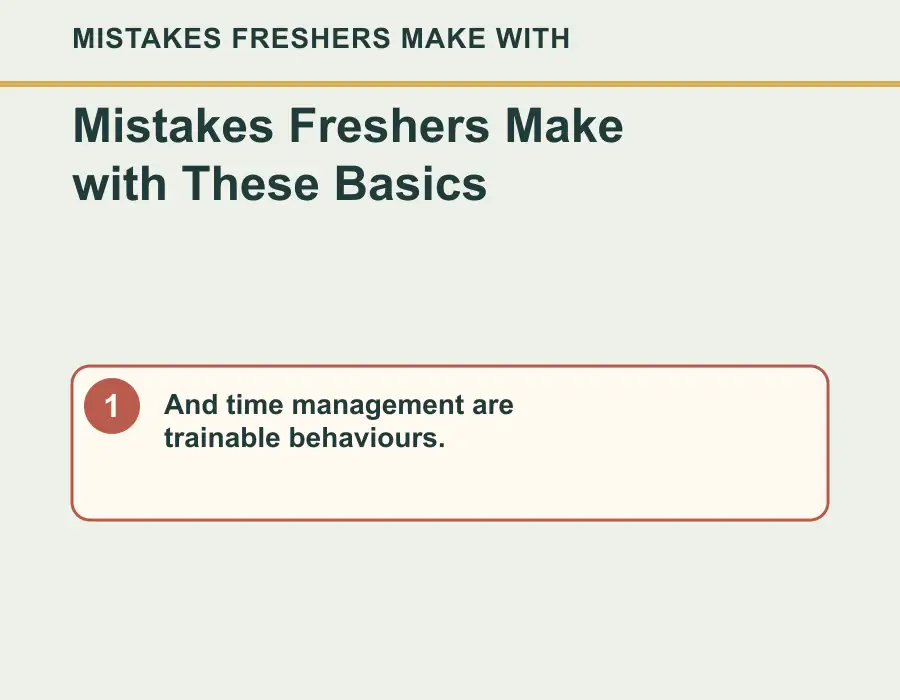 MISTAKES FRESHERS MAKE WITH
Mistakes Freshers Make
with These Basics
1
And time management are
trainable behaviours.